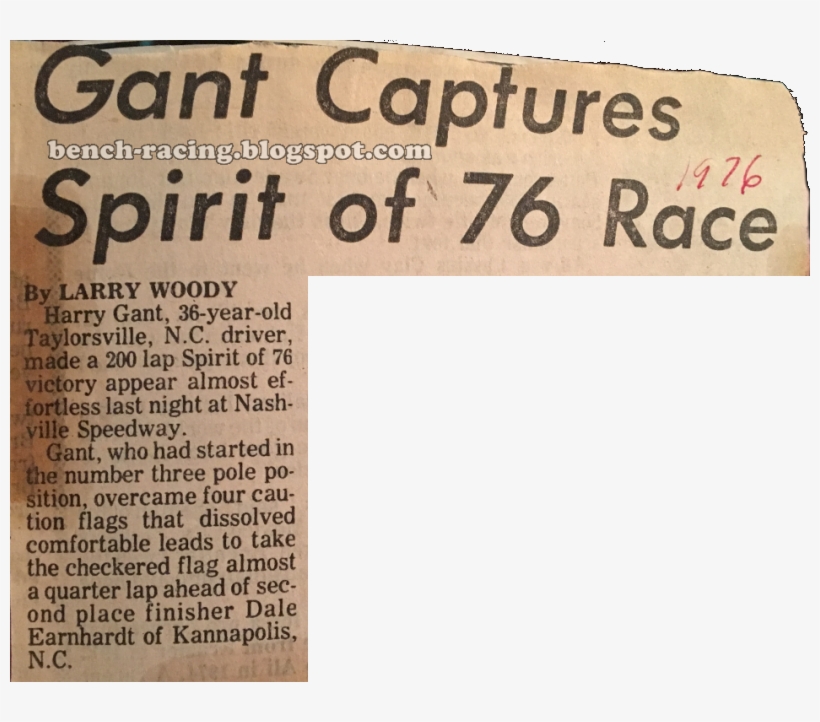 Gant Captures
bench-racing.blogspot.com
1976
Spirit of 76 Race
By LARRY WOODY
Harry Gant, 36-year-old
Taylorsville, N.C. driver,
made a 200 lap Spirit of 76
victory appear almost ef-
fortless last night at Nash-
ville Speedway.
Gant, who had started in
the number three pole po-
sition, overcame four cau-
tion flags that dissolved
comfortable leads to take
the checkered flag almost
a quarter lap ahead of sec-
ond place finisher Dale
Earnhardt of Kannapolis,
N.C.